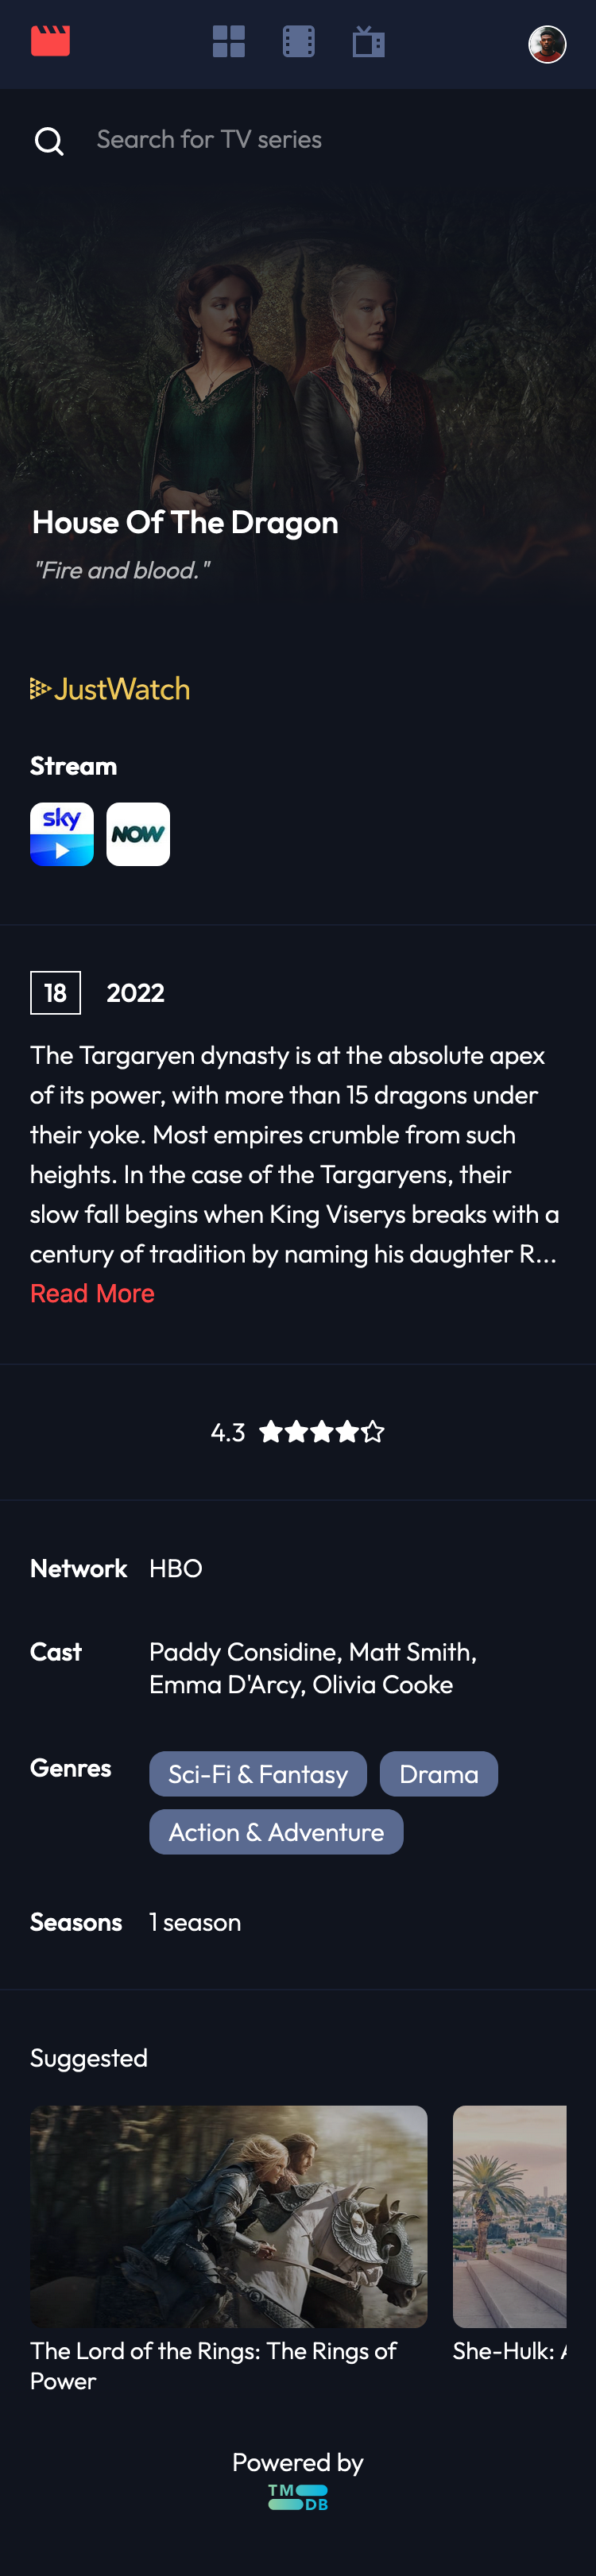 Search for TV series
House Of The Dragon
"Fire and blood."
JustWatch
Stream
sky
NOW
18 2022
The Targaryen dynasty is at the absolute apex
of its power, with more than 15 dragons under
their yoke. Most empires crumble from such
heights. In the case of the Targaryens, their
slow fall begins when King Viserys breaks with a
century of tradition by naming his daughter R...
Read More
4.3
Network HBO
Cast Paddy Considine, Matt Smith,
Emma D'Arcy, Olivia Cooke
Genres Sci-Fi & Fantasy Drama
Action & Adventure
Seasons 1 season
Suggested
The Lord of the Rings: The Rings of
Power
She-Hulk: A
Powered by
TM
DB